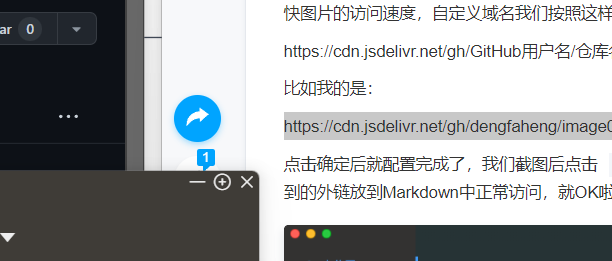 快图片的访问速度，自定义域名我们按照这样
ar 0
https://cdn.jsdelivr.net/gh/GitHub用户名/仓库
比如我的是：
https://cdn.jsdelivr.net/gh/dengfaheng/image
1
点击确定后就配置完成了，我们截图后点击
到的外链放到Markdown中正常访问，就OK啦